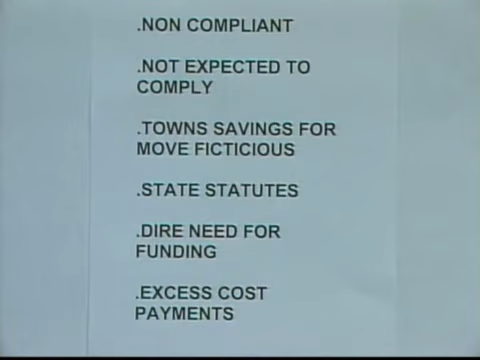 .NON COMPLIANT
.NOT EXPECTED TO
COMPLY
.TOWNS SAVINGS FOR
MOVE FICTICIOUS
.STATE STATUTES
.DIRE NEED FOR
FUNDING
.EXCESS COST
PAYMENTS